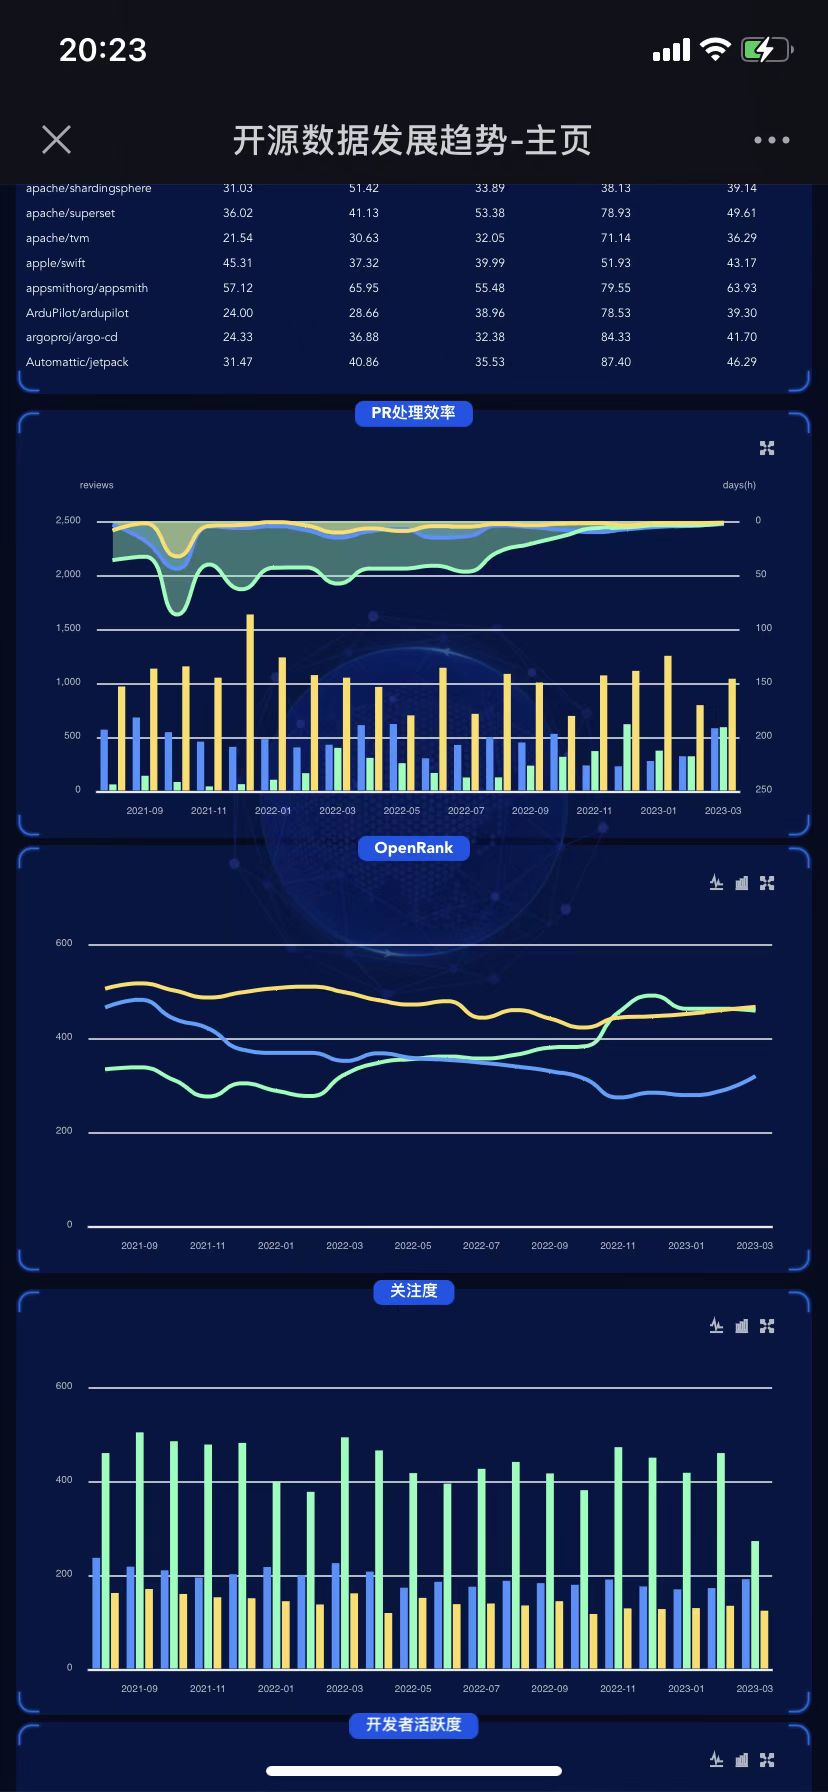 20:23
开源数据发展趋势-主页
apache/shardingsphere 31.03 51.42 33.89 38.13 39.14
apache/superset 36.02 41.13 53.38 78.93 49.61
apache/tvm 21.54 30.63 32.05 71.14 36.29
apple/swift 45.31 37.32 39.99 51.93 43.17
appsmithorg/appsmith 57.12 65.95 55.48 79.55 63.93
ArduPilot/ardupilot 24.00 28.66 38.96 78.53 39.30
argoproj/argo-cd 24.33 36.88 32.38 84.33 41.70
Automattic/jetpack 31.47 40.86 35.53 87.40 46.29
PR处理效率
reviews days(h)
2,500 0
2,000 50
1,500 100
1,000 150
500 200
0 250
2021-09 2021-11 2022-01 2022-03 2022-05 2022-07 2022-09 2022-11 2023-01 2023-03
OpenRank
600
400
200
0
2021-09 2021-11 2022-01 2022-03 2022-05 2022-07 2022-09 2022-11 2023-01 2023-03
关注度
600
400
200
0
2021-09 2021-11 2022-01 2022-03 2022-05 2022-07 2022-09 2022-11 2023-01 2023-03
开发者活跃度